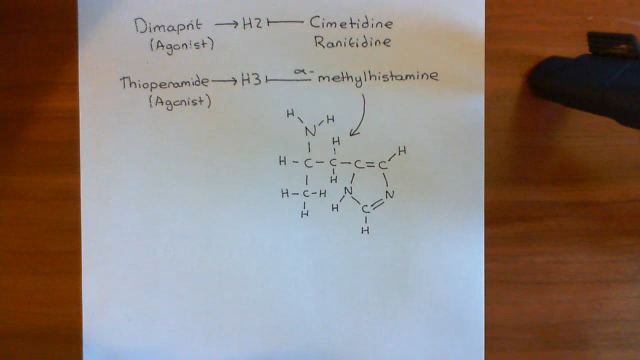 Dimaprit → H2 ⊢ Cimetidine
(Agonist) Ranitidine
Thioperamide → H3 ⊢ α- methylhistamine
(Agonist)
H H
N H H
H - C - C - C = C
H
H - C - H N N
H H C
H